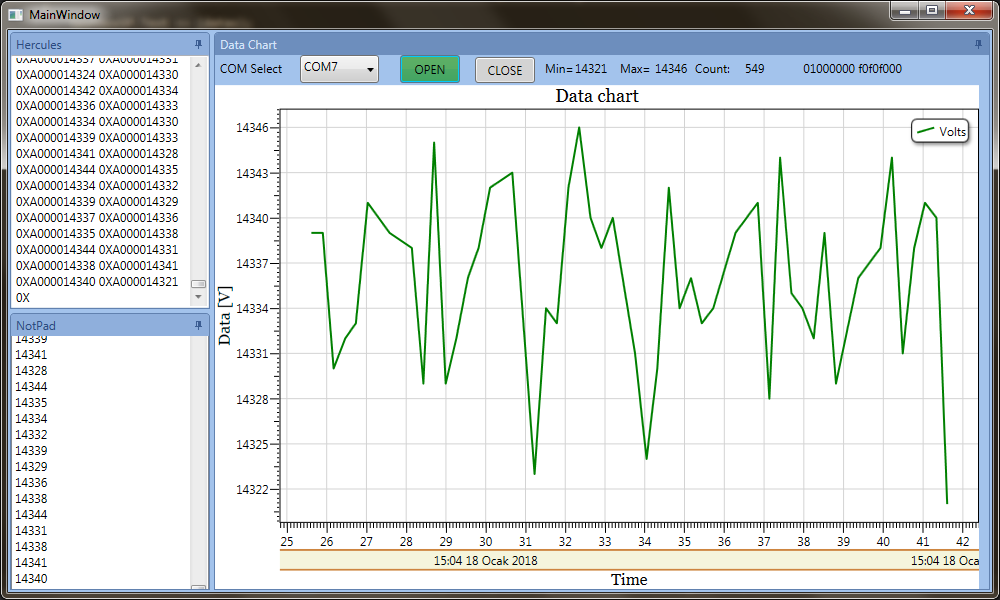 MainWindow
Hercules
0XA000014337 0XA000014331
0XA000014324 0XA000014330
0XA000014342 0XA000014334
0XA000014336 0XA000014333
0XA000014334 0XA000014330
0XA000014339 0XA000014333
0XA000014341 0XA000014328
0XA000014344 0XA000014335
0XA000014334 0XA000014332
0XA000014339 0XA000014329
0XA000014337 0XA000014336
0XA000014335 0XA000014338
0XA000014344 0XA000014331
0XA000014338 0XA000014341
0XA000014340 0XA000014321
0X
NotPad
14339
14341
14328
14344
14335
14334
14332
14339
14329
14336
14338
14344
14331
14338
14341
14340
Data Chart
COM Select COM7 OPEN CLOSE Min= 14321 Max= 14346 Count: 549 01000000 f0f0f000
Data chart
Volts
Data [V]
14346
14343
14340
14337
14334
14331
14328
14325
14322
25 26 27 28 29 30 31 32 33 34 35 36 37 38 39 40 41 42
15:04 18 Ocak 2018 15:04 18 Oca
Time